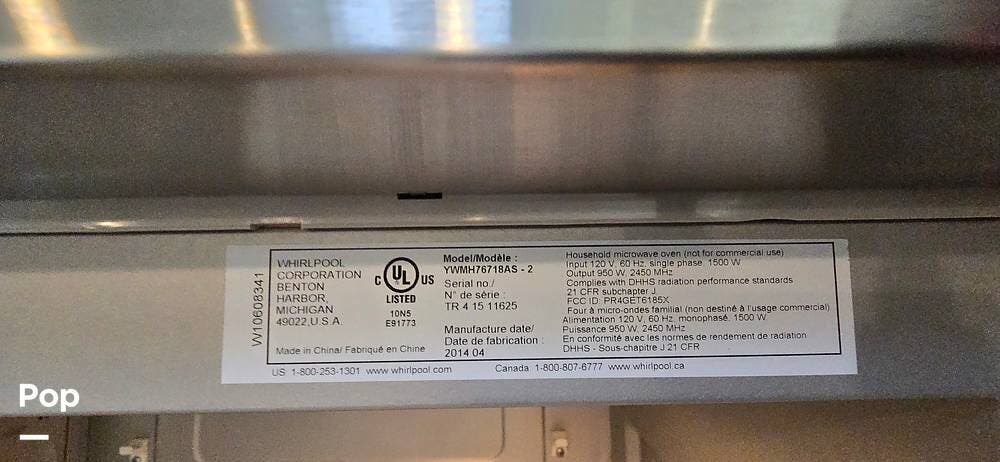 W10608341
WHIRLPOOL
CORPORATION
BENTON
HARBOR,
MICHIGAN
49022,U.S.A.
Made in China/ Fabriqué en Chine
C UL US
LISTED
10N5
E91773
Model/Modèle :
YWMH76718AS - 2
Serial no./
N° de série :
TR 4 15 11625
Manufacture date/
Date de fabrication :
2014 04
Household microwave oven (not for commercial use)
Input 120 V, 60 Hz, single phase, 1500 W
Output 950 W, 2450 MHz
Complies with DHHS radiation performance standards
21 CFR subchapter J.
FCC ID: PR4GET6185X
Four à micro-ondes familial (non destiné à l'usage commercial)
Alimentation 120 V, 60 Hz, monophasé, 1500 W
Puissance 950 W, 2450 MHz
En conformité avec les normes de rendement de radiation
DHHS - Sous-chapitre J 21 CFR
US 1-800-253-1301 www.whirlpool.com
Canada 1-800-807-6777 www.whirlpool.ca
Pop